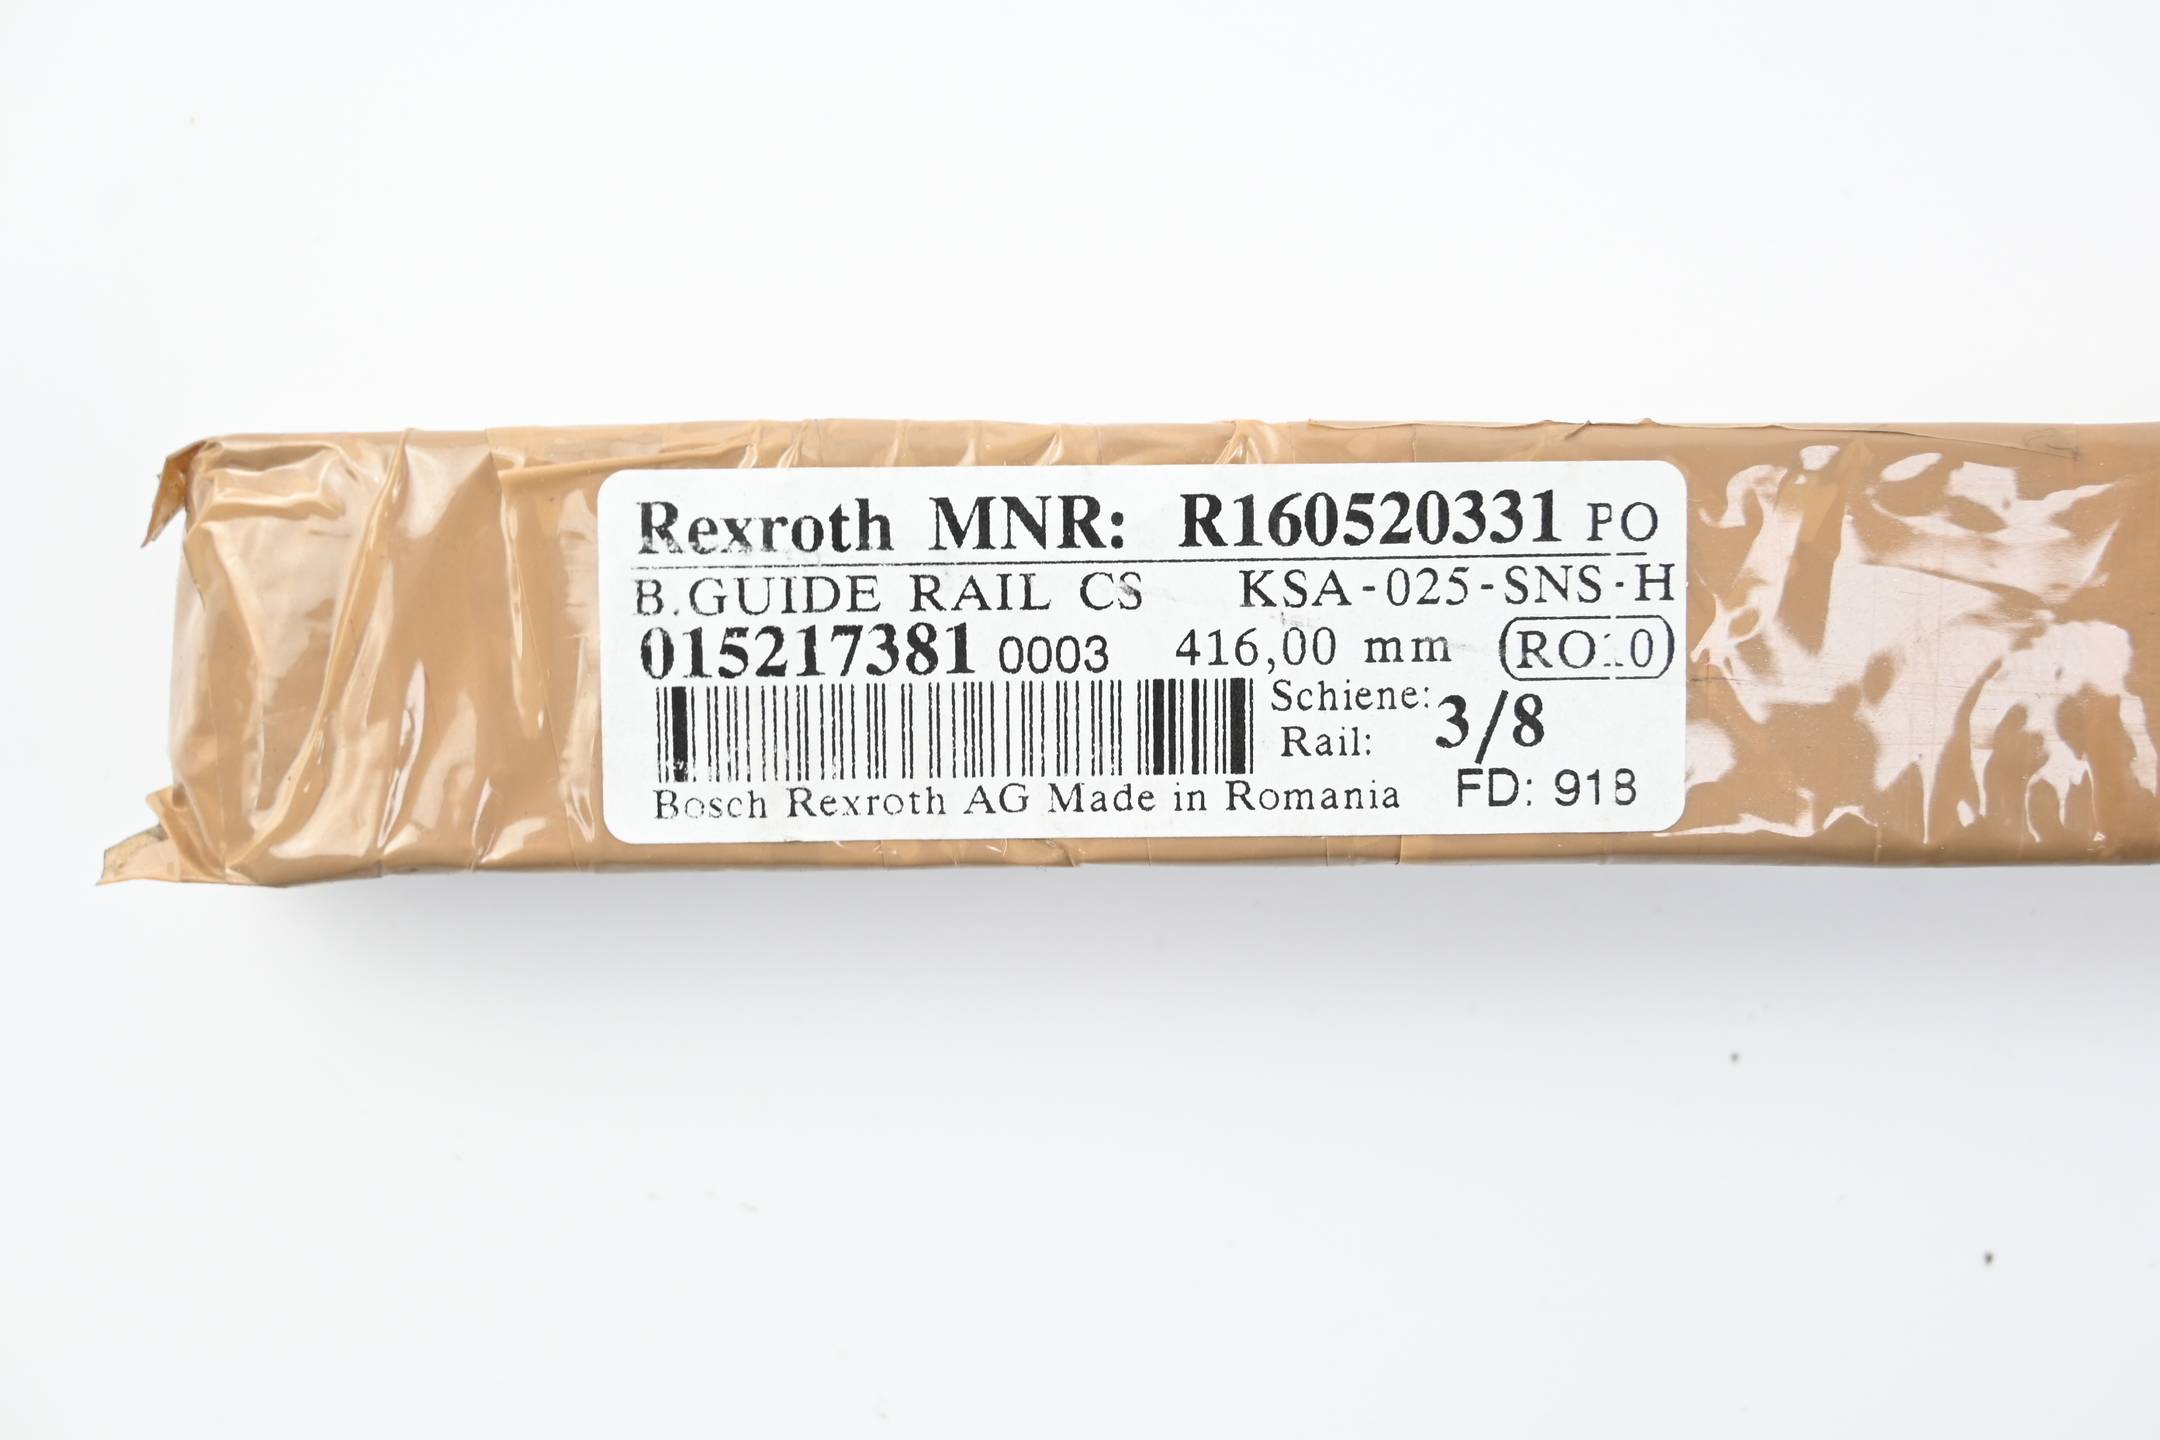 Rexroth MNR: R160520331 PO
B.GUIDE RAIL CS KSA-025-SNS-H
015217381 0003 416,00 mm RO10
Schiene: 3/8
Rail:
Bosch Rexroth AG Made in Romania FD: 918